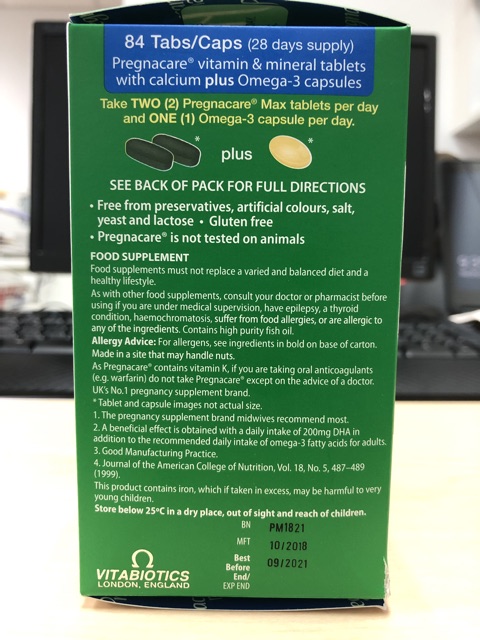 84 Tabs/Caps (28 days supply)
Pregnacare® vitamin & mineral tablets
with calcium plus Omega-3 capsules
Take TWO (2) Pregnacare® Max tablets per day
and ONE (1) Omega-3 capsule per day.
* plus *
SEE BACK OF PACK FOR FULL DIRECTIONS
• Free from preservatives, artificial colours, salt,
yeast and lactose • Gluten free
• Pregnacare® is not tested on animals
FOOD SUPPLEMENT
Food supplements must not replace a varied and balanced diet and a
healthy lifestyle.
As with other food supplements, consult your doctor or pharmacist before
using if you are under medical supervision, have epilepsy, a thyroid
condition, haemochromatosis, suffer from food allergies, or are allergic to
any of the ingredients. Contains high purity fish oil.
Allergy Advice: For allergens, see ingredients in bold on base of carton.
Made in a site that may handle nuts.
As Pregnacare® contains vitamin K, if you are taking oral anticoagulants
(e.g. warfarin) do not take Pregnacare® except on the advice of a doctor.
UK's No.1 pregnancy supplement brand.
* Tablet and capsule images not actual size.
1. The pregnancy supplement brand midwives recommend most.
2. A beneficial effect is obtained with a daily intake of 200mg DHA in
addition to the recommended daily intake of omega-3 fatty acids for adults.
3. Good Manufacturing Practice.
4. Journal of the American College of Nutrition, Vol. 18, No. 5, 487–489
(1999).
This product contains iron, which if taken in excess, may be harmful to very
young children.
Store below 25ºC in a dry place, out of sight and reach of children.
BN PM1821
MFT 10/2018
Best 09/2021
Before
End/
EXP END
VITABIOTICS
LONDON, ENGLAND